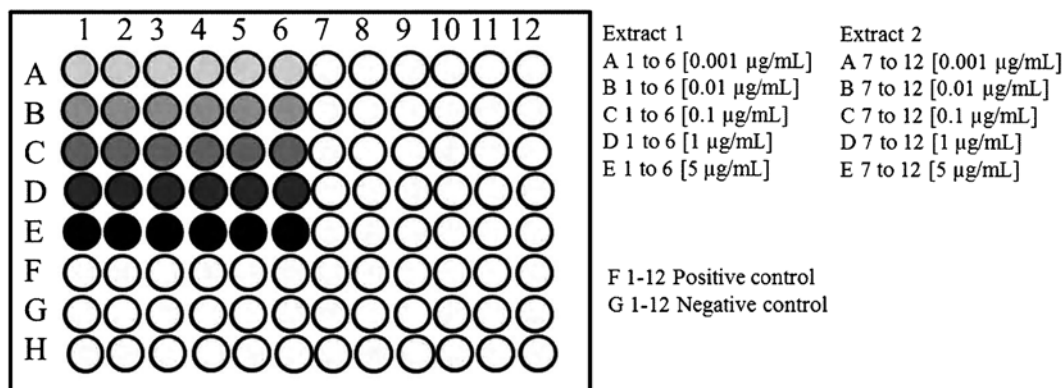 1 2 3 4 5 6 7 8 9 10 11 12
A
B
C
D
E
F
G
H
Extract 1
A 1 to 6 [0.001 µg/mL]
B 1 to 6 [0.01 µg/mL]
C 1 to 6 [0.1 µg/mL]
D 1 to 6 [1 µg/mL]
E 1 to 6 [5 µg/mL]
Extract 2
A 7 to 12 [0.001 µg/mL]
B 7 to 12 [0.01 µg/mL]
C 7 to 12 [0.1 µg/mL]
D 7 to 12 [1 µg/mL]
E 7 to 12 [5 µg/mL]
F 1-12 Positive control
G 1-12 Negative control